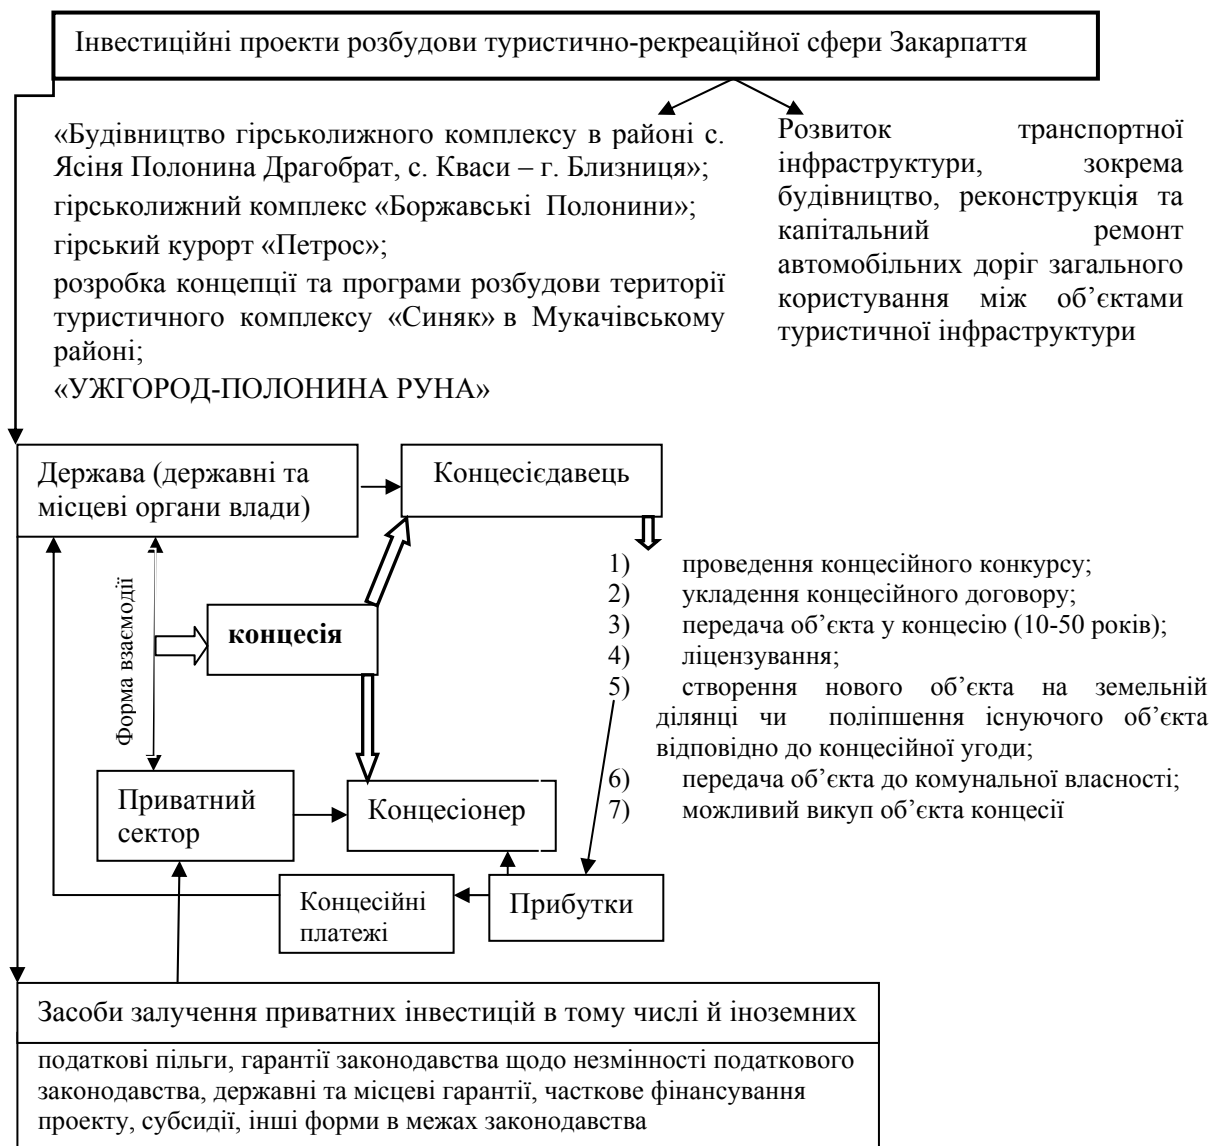 Інвестиційні проекти розбудови туристично-рекреаційної сфери Закарпаття
«Будівництво гірськолижного комплексу в районі с.
Ясіня Полонина Драгобрат, с. Кваси – г. Близниця»;
гірськолижний комплекс «Боржавські Полонини»;
гірський курорт «Петрос»;
розробка концепції та програми розбудови території
туристичного комплексу «Синяк» в Мукачівському
районі;
«УЖГОРОД-ПОЛОНИНА РУНА»
Розвиток транспортної
інфраструктури, зокрема
будівництво, реконструкція та
капітальний ремонт
автомобільних доріг загального
користування між об’єктами
туристичної інфраструктури
Держава (державні та
місцеві органи влади)
Концесієдавець
Форма взаємодії
концесія
1) проведення концесійного конкурсу;
2) укладення концесійного договору;
3) передача об’єкта у концесію (10-50 років);
4) ліцензування;
5) створення нового об’єкта на земельній
ділянці чи поліпшення існуючого об’єкта
відповідно до концесійної угоди;
6) передача об’єкта до комунальної власності;
7) можливий викуп об’єкта концесії
Приватний
сектор
Концесіонер
Концесійні
платежі
Прибутки
Засоби залучення приватних інвестицій в тому числі й іноземних
податкові пільги, гарантії законодавства щодо незмінності податкового
законодавства, державні та місцеві гарантії, часткове фінансування
проекту, субсидії, інші форми в межах законодавства